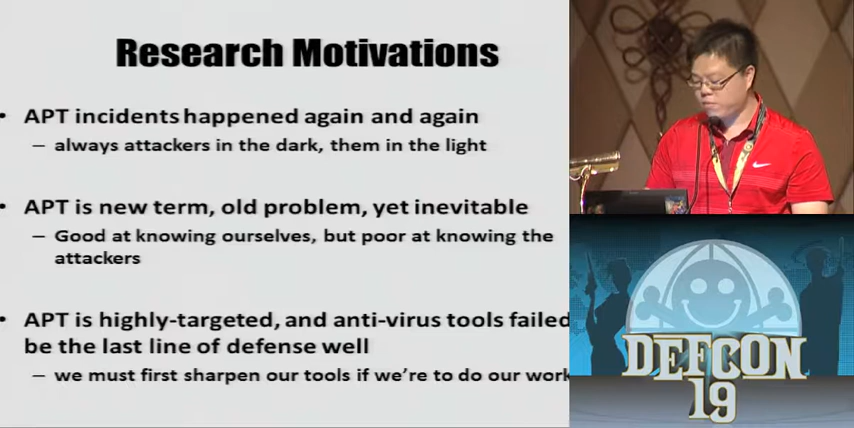 Research Motivations
• APT incidents happened again and again
– always attackers in the dark, them in the light
• APT is new term, old problem, yet inevitable
– Good at knowing ourselves, but poor at knowing the
attackers
• APT is highly-targeted, and anti-virus tools failed
be the last line of defense well
– we must first sharpen our tools if we're to do our work
DEFCON
19